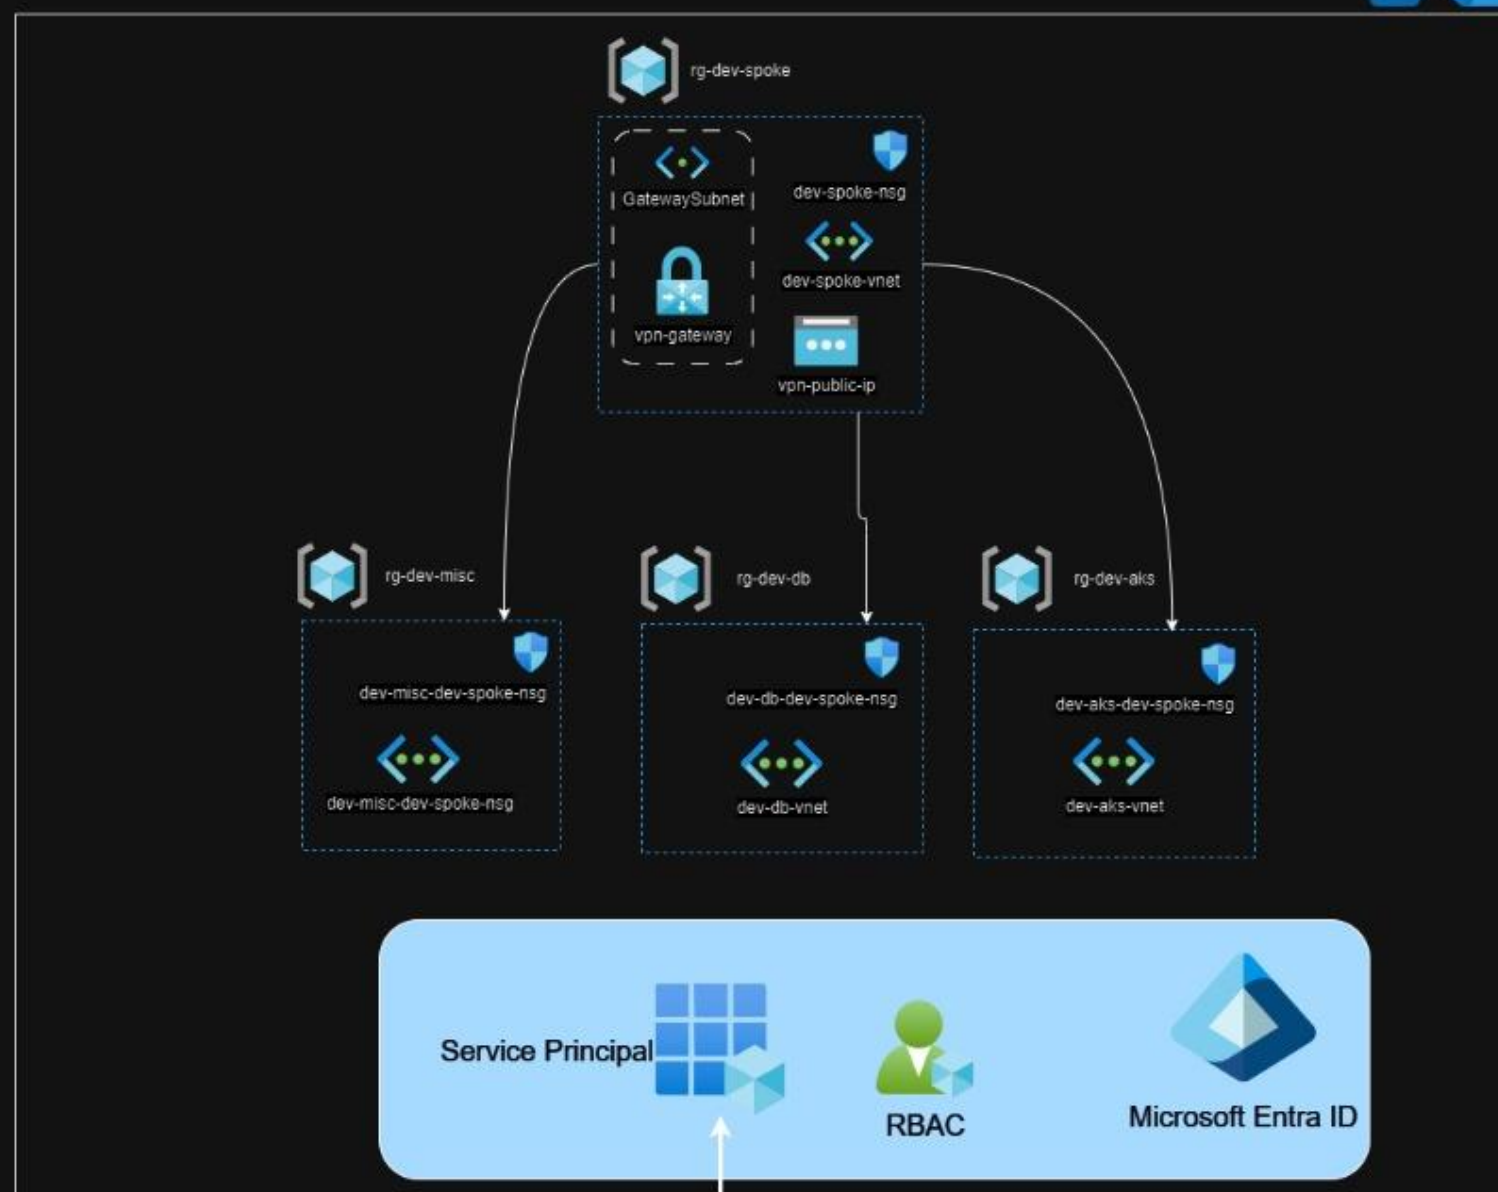 rg-dev-spoke
GatewaySubnet
dev-spoke-nsg
dev-spoke-vnet
vpn-gateway
vpn-public-ip
rg-dev-misc
rg-dev-db
rg-dev-aks
dev-misc-dev-spoke-nsg
dev-db-dev-spoke-nsg
dev-aks-dev-spoke-nsg
dev-misc-dev-spoke-nsg
dev-db-vnet
dev-aks-vnet
Service Principal
RBAC
Microsoft Entra ID